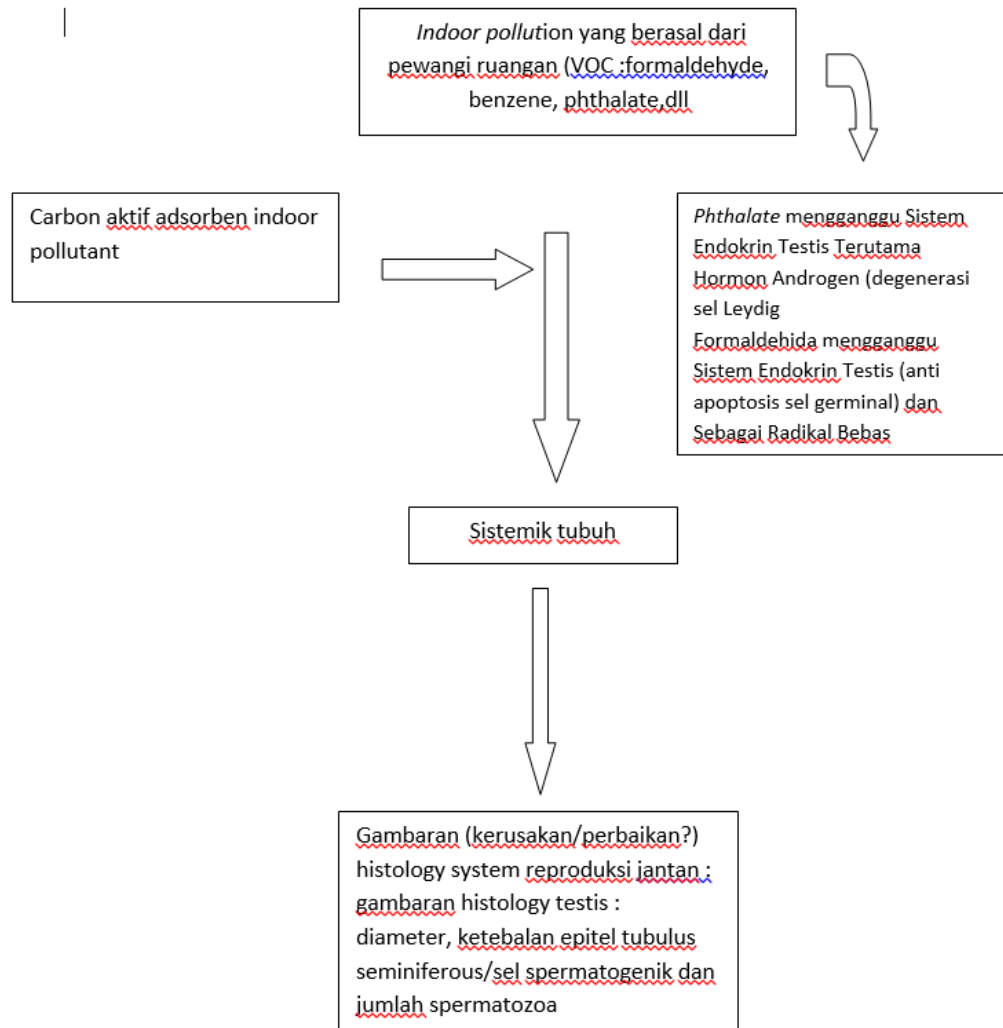 Indoor pollution yang berasal dari
pewangi ruangan (VOC :formaldehyde,
benzene, phthalate,dll
Carbon aktif adsorben indoor
pollutant
Phthalate mengganggu Sistem
Endokrin Testis Terutama
Hormon Androgen (degenerasi
sel Leydig
Formaldehida mengganggu
Sistem Endokrin Testis (anti
apoptosis sel germinal) dan
Sebagai Radikal Bebas
Sistemik tubuh
Gambaran (kerusakan/perbaikan?)
histology system reproduksi jantan :
gambaran histology testis :
diameter, ketebalan epitel tubulus
seminiferous/sel spermatogenik dan
jumlah spermatozoa